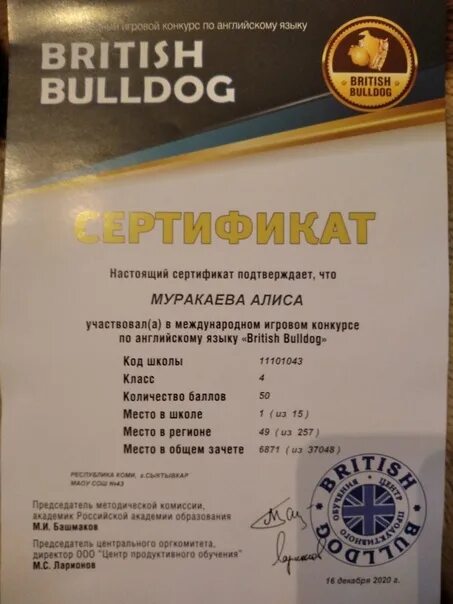 ный игровой конкурс по английскому языку
BRITISH
BULLDOG
BRITISH
BULLDOG
СЕРТИФИКАТ
Настоящий сертификат подтверждает, что
МУРАКАЕВА АЛИСА
участвовал(а) в международном игровом конкурсе
по английскому языку «British Bulldog»
Код школы 11101043
Класс 4
Количество баллов 50
Место в школе 1 (из 15)
Место в регионе 49 (из 257)
Место в общем зачете 6871 (из 37048)
РЕСПУБЛИКА КОМИ, г.СЫКТЫВКАР
МАОУ СОШ №43
Председатель методической комиссии,
академик Российской академии образования
М.И. Башмаков
Председатель центрального оргкомитета,
директор ООО "Центр продуктивного обучения"
М.С. Ларионов
BRITISH
ЦЕНТР ПРОДУКТИВНОГО ОБУЧЕНИЯ
BULLDOG
16 декабря 2020 г.